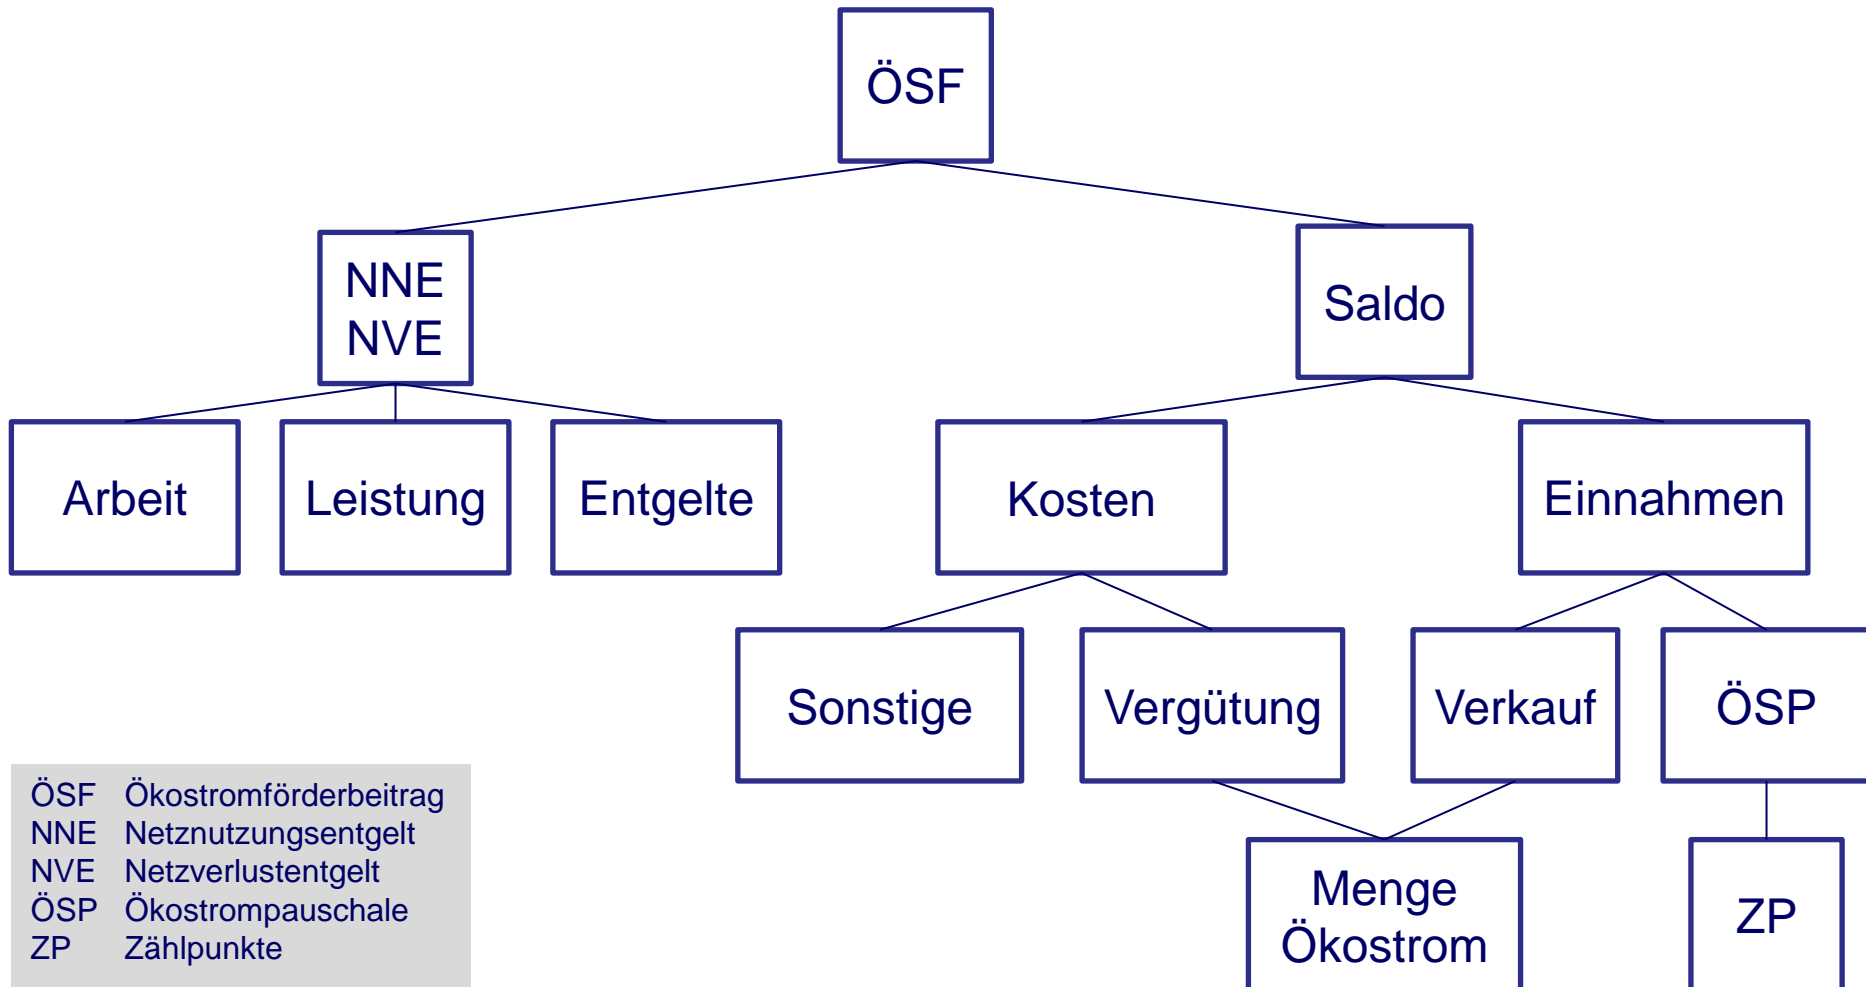 ÖSF
NNE
NVE
Saldo
Arbeit
Leistung
Entgelte
Kosten
Einnahmen
Sonstige
Vergütung
Verkauf
ÖSP
Menge
Ökostrom
ZP
ÖSF Ökostromförderbeitrag
NNE Netznutzungsentgelt
NVE Netzverlustentgelt
ÖSP Ökostrompauschale
ZP Zählpunkte